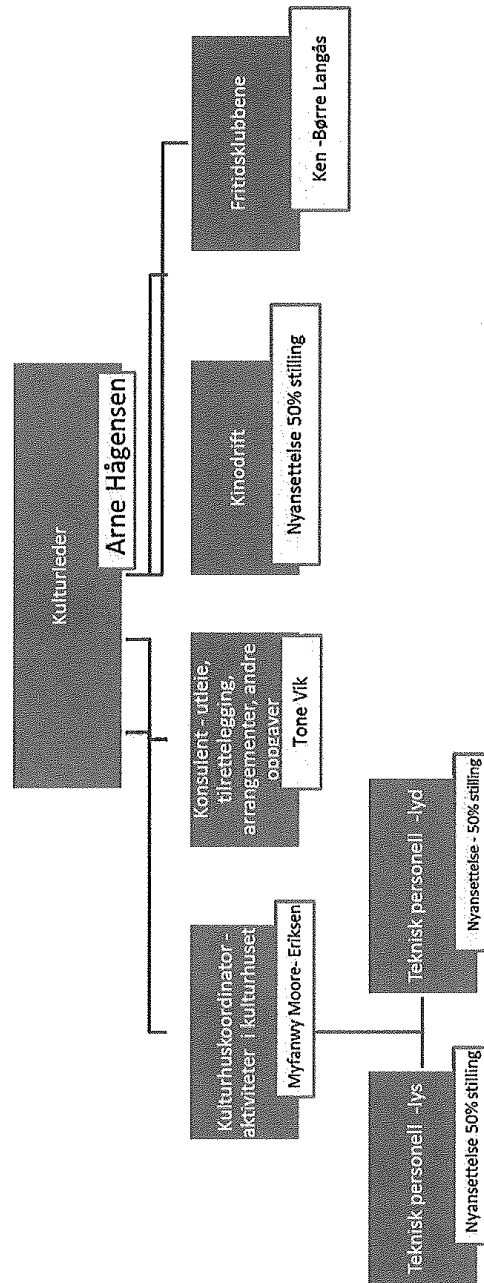 Kulturleder
Arne Hågensen
Kulturhuskoordinator -
aktiviteter i kulturhuset
Myfanwy Moore- Eriksen
Konsulent - utleie,
tilrettelegging,
arrangementer, andre
oppgaver
Tone Vik
Kinodrift
Nyansettelse 50% stilling
Fritidsklubbene
Ken -Børre Langås
Teknisk personell -lys
Nyansettelse 50% stilling
Teknisk personell -lyd
Nyansettelse - 50% stilling